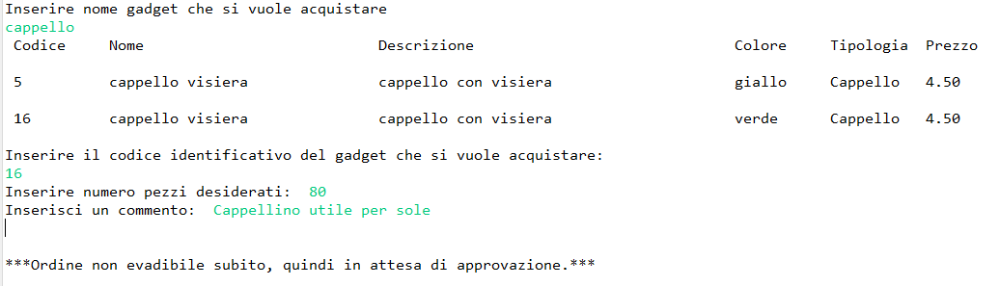 Inserire nome gadget che si vuole acquistare
cappello
Codice Nome Descrizione Colore Tipologia Prezzo
5 cappello visiera cappello con visiera giallo Cappello 4.50
16 cappello visiera cappello con visiera verde Cappello 4.50
Inserire il codice identificativo del gadget che si vuole acquistare:
16
Inserire numero pezzi desiderati: 80
Inserisci un commento: Cappellino utile per sole
***Ordine non evadibile subito, quindi in attesa di approvazione.***